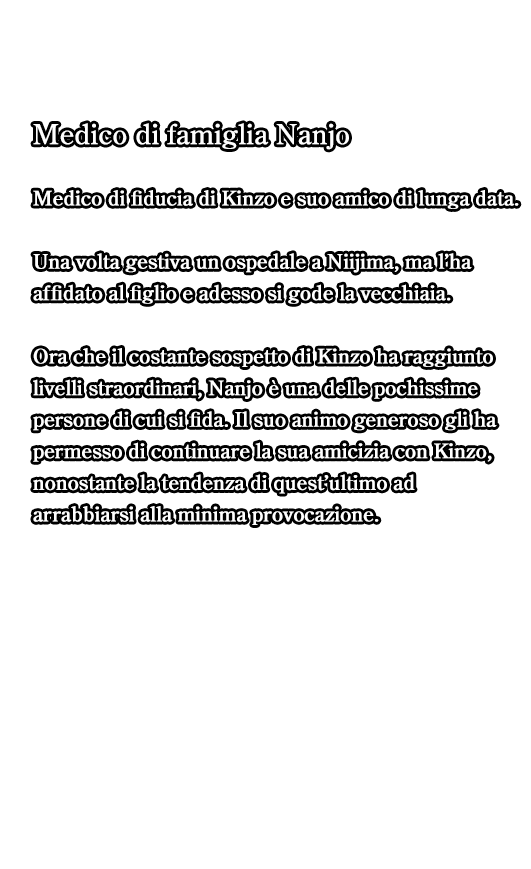 Medico di famiglia Nanjo
Medico di fiducia di Kinzo e suo amico di lunga data.
Una volta gestiva un ospedale a Niijima, ma l'ha
affidato al figlio e adesso si gode la vecchiaia.
Ora che il costante sospetto di Kinzo ha raggiunto
livelli straordinari, Nanjo è una delle pochissime
persone di cui si fida. Il suo animo generoso gli ha
permesso di continuare la sua amicizia con Kinzo,
nonostante la tendenza di quest'ultimo ad
arrabbiarsi alla minima provocazione.